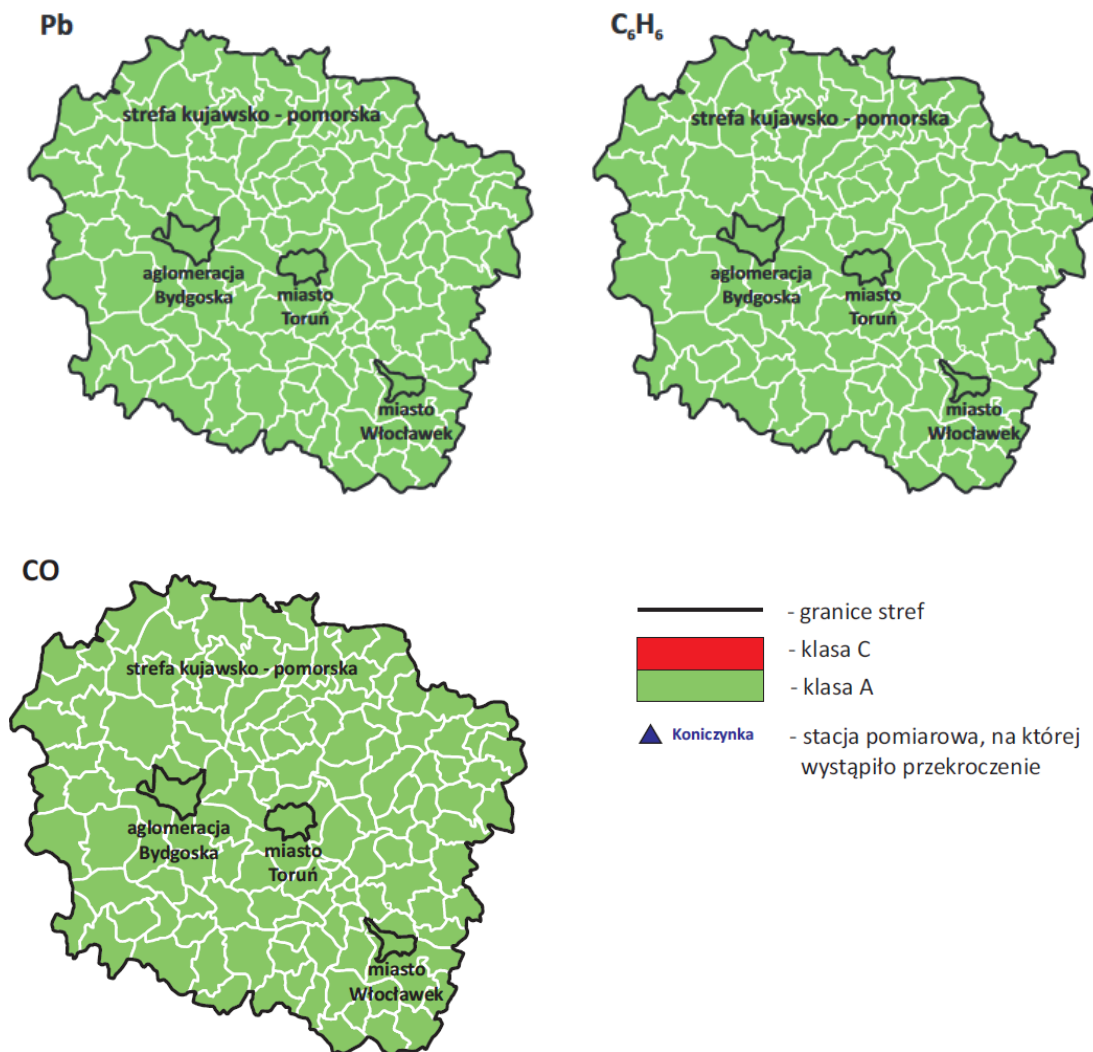 Pb
strefa kujawsko - pomorska
aglomeracja
Bydgoska
miasto
Toruń
miasto
Włocławek
C₆H₆
strefa kujawsko - pomorska
aglomeracja
Bydgoska
miasto
Toruń
miasto
Włocławek
CO
strefa kujawsko - pomorska
aglomeracja
Bydgoska
miasto
Toruń
miasto
Włocławek
- granice stref
- klasa C
- klasa A
Koniczynka - stacja pomiarowa, na której
wystąpiło przekroczenie